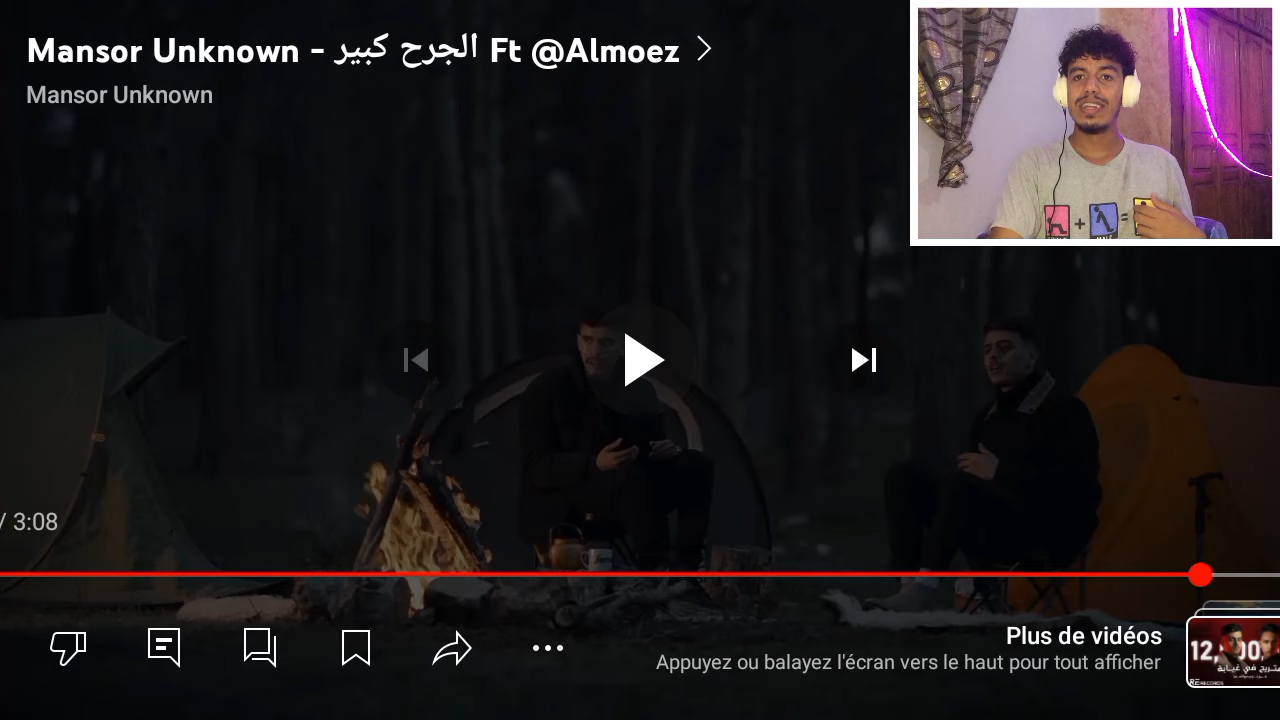 Mansor Unknown - الجرح كبير Ft @Almoez
Mansor Unknown
+
=
/ 3:08
Plus de vidéos
Appuyez ou balayez l'écran vers le haut pour tout afficher
RECORDS